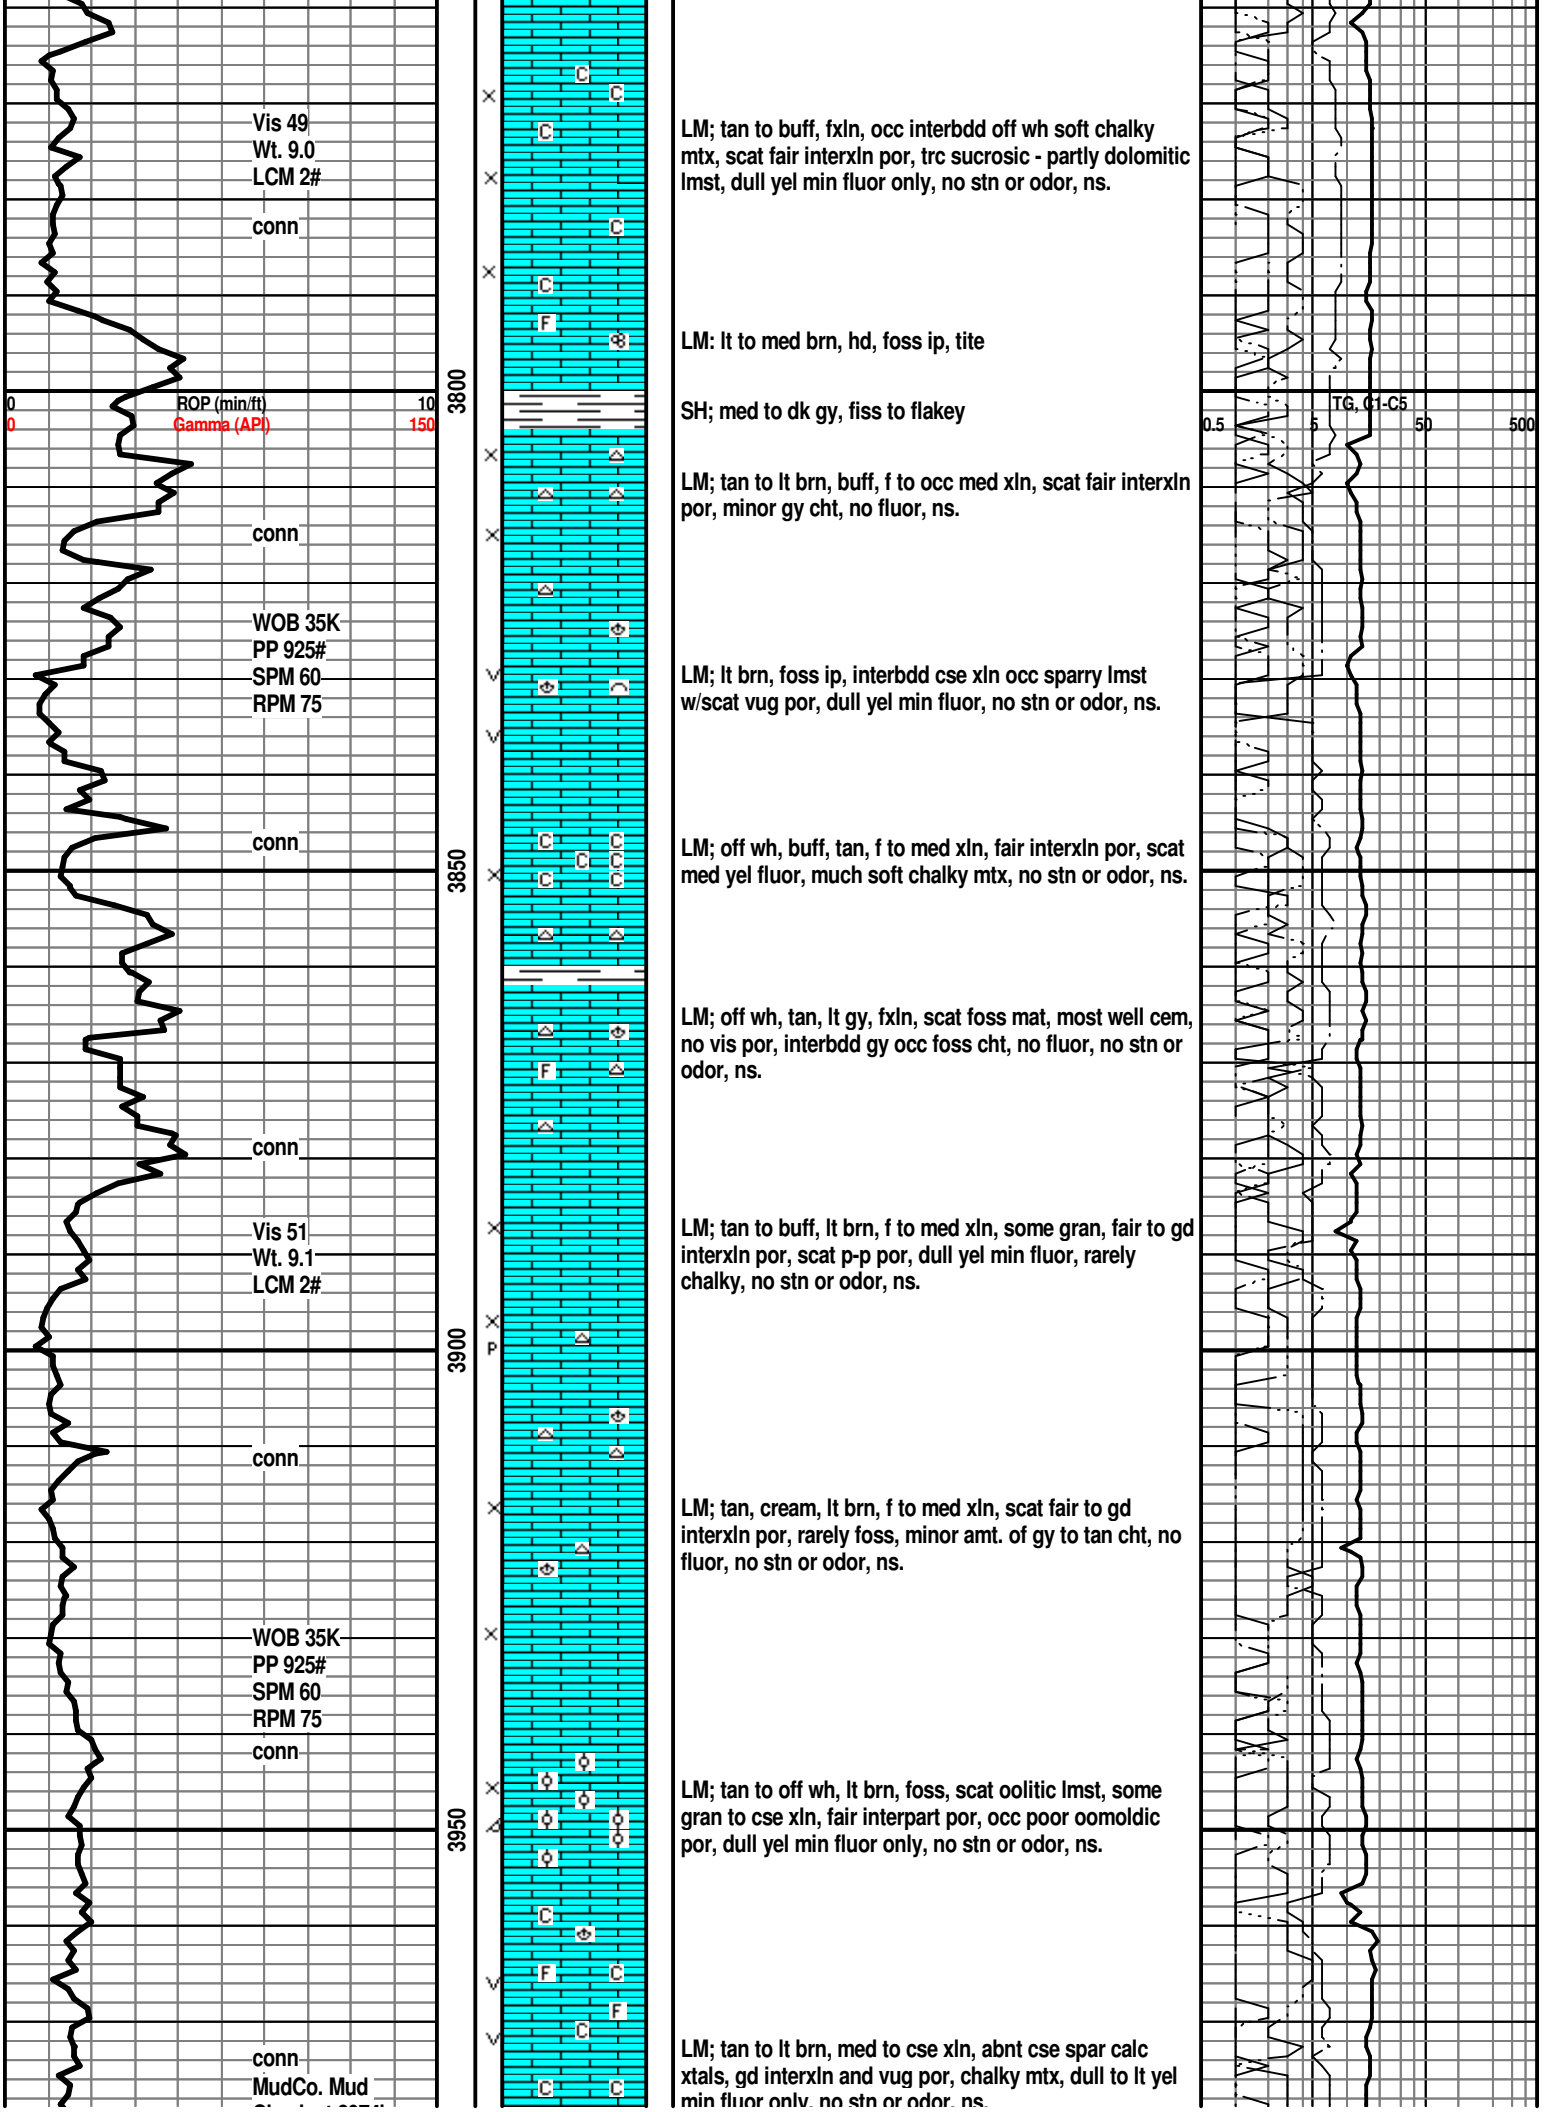 Vis 49
Wt. 9.0
LCM 2#
LM; tan to buff, fxln, occ interbdd off wh soft chalky
mtx, scat fair interxln por, trc sucrosic - partly dolomitic
lmst, dull yel min fluor only, no stn or odor, ns.
conn
LM: lt to med brn, hd, foss ip, tite
3800
0 ROP (min/ft) 10
0 Gamma (API) 150
SH; med to dk gy, fiss to flakey
TG, C1-C5
0.5 5 50 500
LM; tan to lt brn, buff, f to occ med xln, scat fair interxln
por, minor gy cht, no fluor, ns.
conn
WOB 35K
PP 925#
SPM 60
RPM 75
LM; lt brn, foss ip, interbdd cse xln occ sparry lmst
w/scat vug por, dull yel min fluor, no stn or odor, ns.
conn
3850
LM; off wh, buff, tan, f to med xln, fair interxln por, scat
med yel fluor, much soft chalky mtx, no stn or odor, ns.
LM; off wh, tan, lt gy, fxln, scat foss mat, most well cem,
no vis por, interbdd gy occ foss cht, no fluor, no stn or
odor, ns.
conn
Vis 51
Wt. 9.1
LCM 2#
LM; tan to buff, lt brn, f to med xln, some gran, fair to gd
interxln por, scat p-p por, dull yel min fluor, rarely
chalky, no stn or odor, ns.
3900
conn
LM; tan, cream, lt brn, f to med xln, scat fair to gd
interxln por, rarely foss, minor amt. of gy to tan cht, no
fluor, no stn or odor, ns.
WOB 35K
PP 925#
SPM 60
RPM 75
conn
3950
LM; tan to off wh, lt brn, foss, scat oolitic lmst, some
gran to cse xln, fair interpart por, occ poor oomoldic
por, dull yel min fluor only, no stn or odor, ns.
conn
MudCo. Mud
LM; tan to lt brn, med to cse xln, abnt cse spar calc
xtals, gd interxln and vug por, chalky mtx, dull to lt yel
min fluor only, no stn or odor, ns.